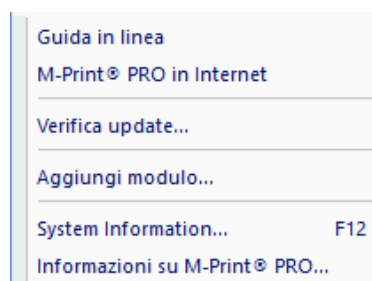 Guida in linea
M-Print® PRO in Internet
Verifica update...
Aggiungi modulo...
System Information... F12
Informazioni su M-Print® PRO...